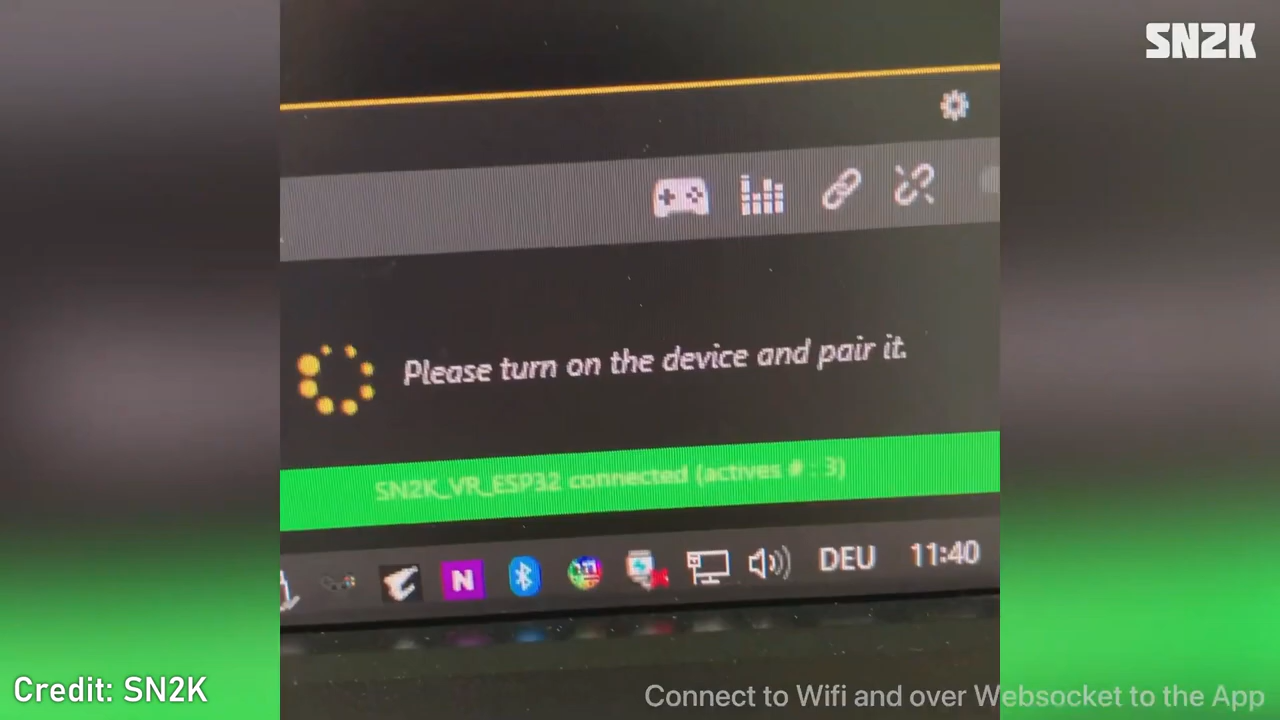 SN2K
Please turn on the device and pair it.
SN2K_VR_ESP32 connected (actives # : 3)
N
DEU 11:40
Credit: SN2K
Connect to Wifi and over Websocket to the App